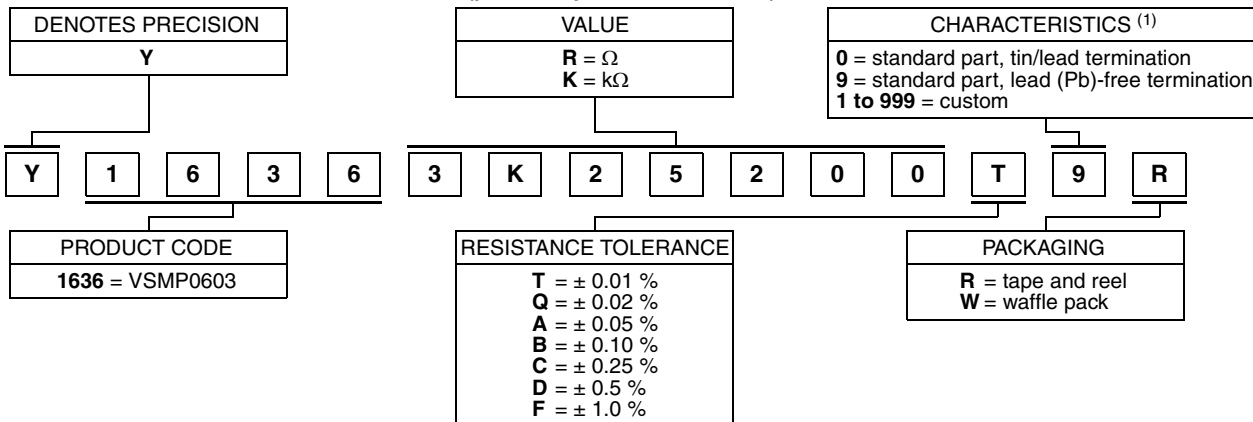 DENOTES PRECISION
Y
VALUE
R = Ω
K = kΩ
CHARACTERISTICS (1)
0 = standard part, tin/lead termination
9 = standard part, lead (Pb)-free termination
1 to 999 = custom
Y 1 6 3 6 3 K 2 5 2 0 0 T 9 R
PRODUCT CODE
1636 = VSMP0603
RESISTANCE TOLERANCE
T = ± 0.01 %
Q = ± 0.02 %
A = ± 0.05 %
B = ± 0.10 %
C = ± 0.25 %
D = ± 0.5 %
F = ± 1.0 %
PACKAGING
R = tape and reel
W = waffle pack